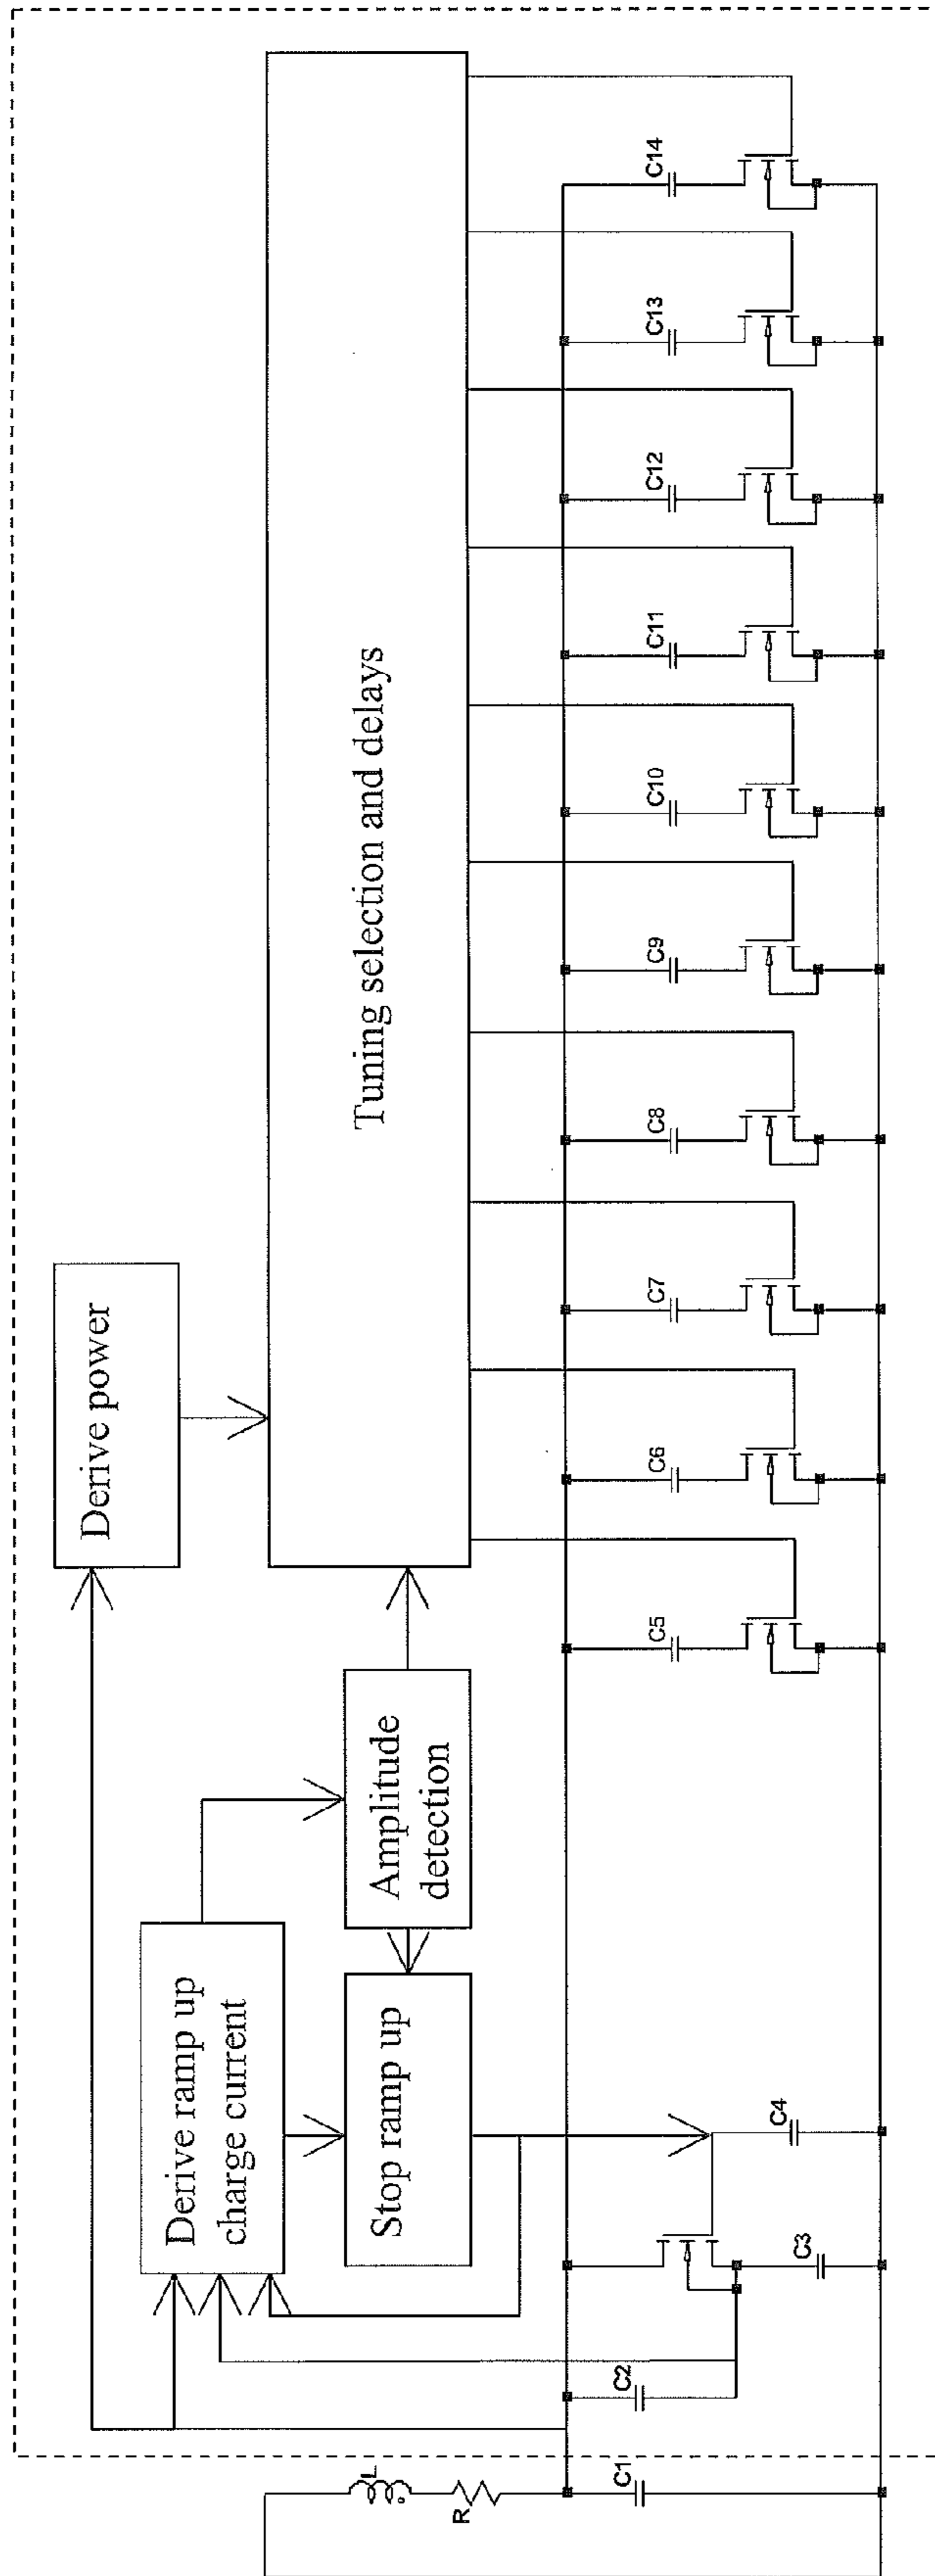 Derive power
Derive ramp up
charge current
Amplitude
detection
Stop ramp up
Tuning selection and delays
L
R
C1
C2
C3
C4
C5
C6
C7
C8
C9
C10
C11
C12
C13
C14